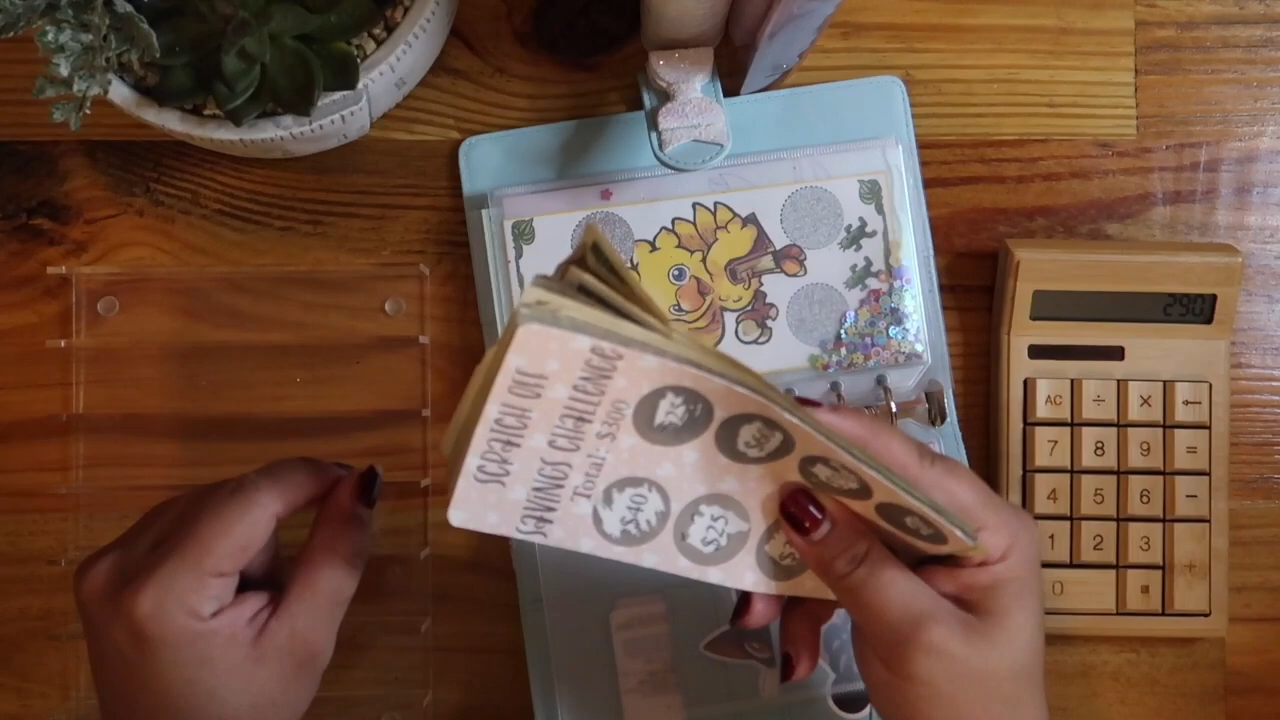 SCRATCH OFF
SAVINGS CHALLENGE
Total: $300
$40
$25
290.
AC ÷ × ←
7 8 9 =
4 5 6 −
1 2 3
0 ▪ +